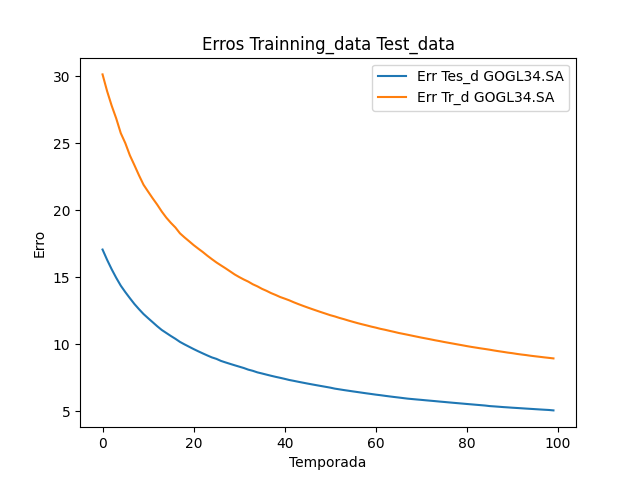 Erros Trainning_data Test_data
Err Tes_d GOGL34.SA
Err Tr_d GOGL34.SA
Erro
30
25
20
15
10
5
0 20 40 60 80 100
Temporada